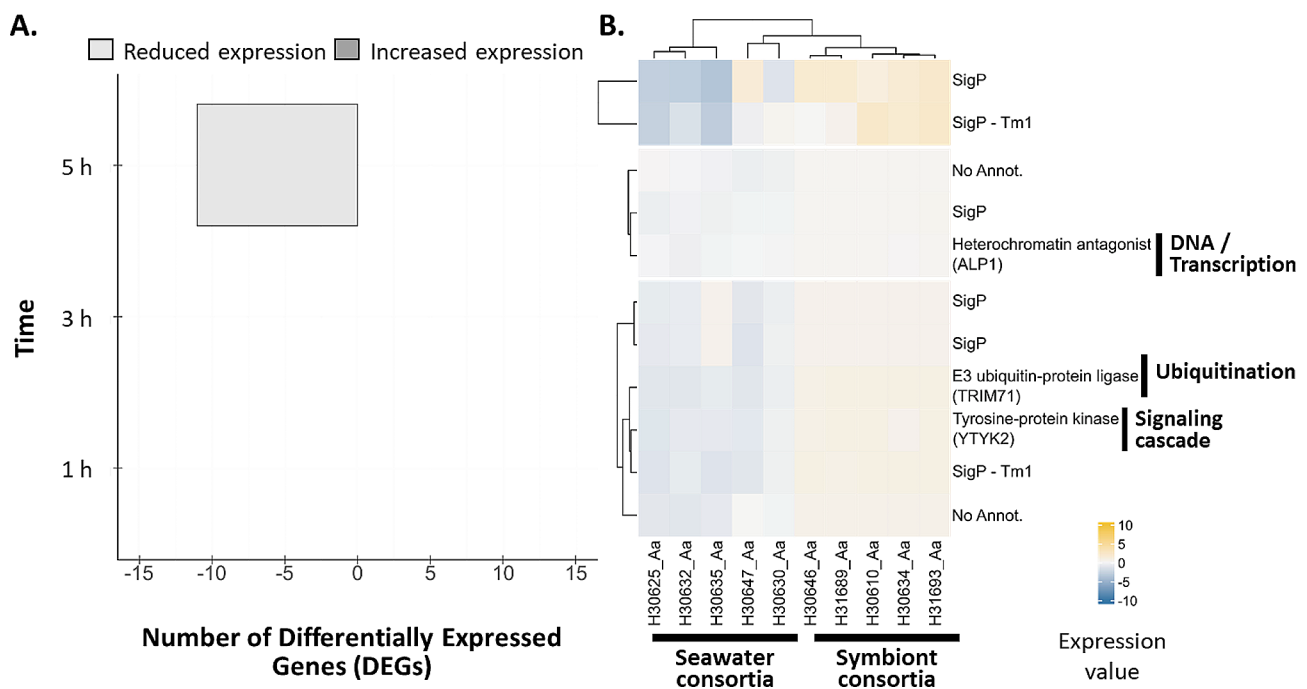 A.
Reduced expression
Increased expression
5 h
3 h
1 h
Time
-15
-10
-5
0
5
10
15
Number of Differentially Expressed
Genes (DEGs)
B.
SigP
SigP - Tm1
No Annot.
SigP
Heterochromatin antagonist
(ALP1)
DNA /
Transcription
SigP
SigP
E3 ubiquitin-protein ligase
(TRIM71)
Ubiquitination
Tyrosine-protein kinase
(YTYK2)
Signaling
cascade
SigP - Tm1
No Annot.
H30625_Aa
H30632_Aa
H30635_Aa
H30647_Aa
H30630_Aa
H30646_Aa
H31689_Aa
H30610_Aa
H30634_Aa
H31693_Aa
Seawater
consortia
Symbiont
consortia
10
5
0
-5
-10
Expression
value